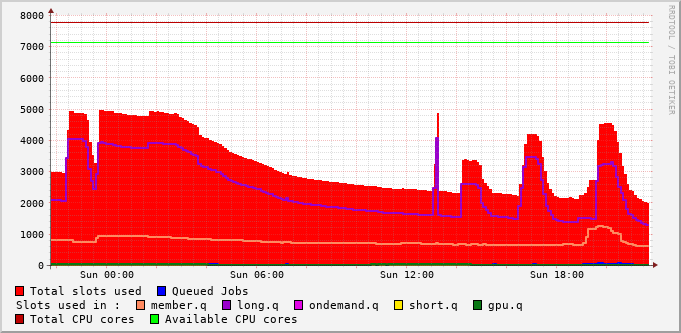 8000
7000
6000
5000
4000
3000
2000
1000
0
Sun 00:00 Sun 06:00 Sun 12:00 Sun 18:00
RRDTOOL / TOBI OETIKER
Total slots used Queued Jobs
Slots used in : member.q long.q ondemand.q short.q gpu.q
Total CPU cores Available CPU cores